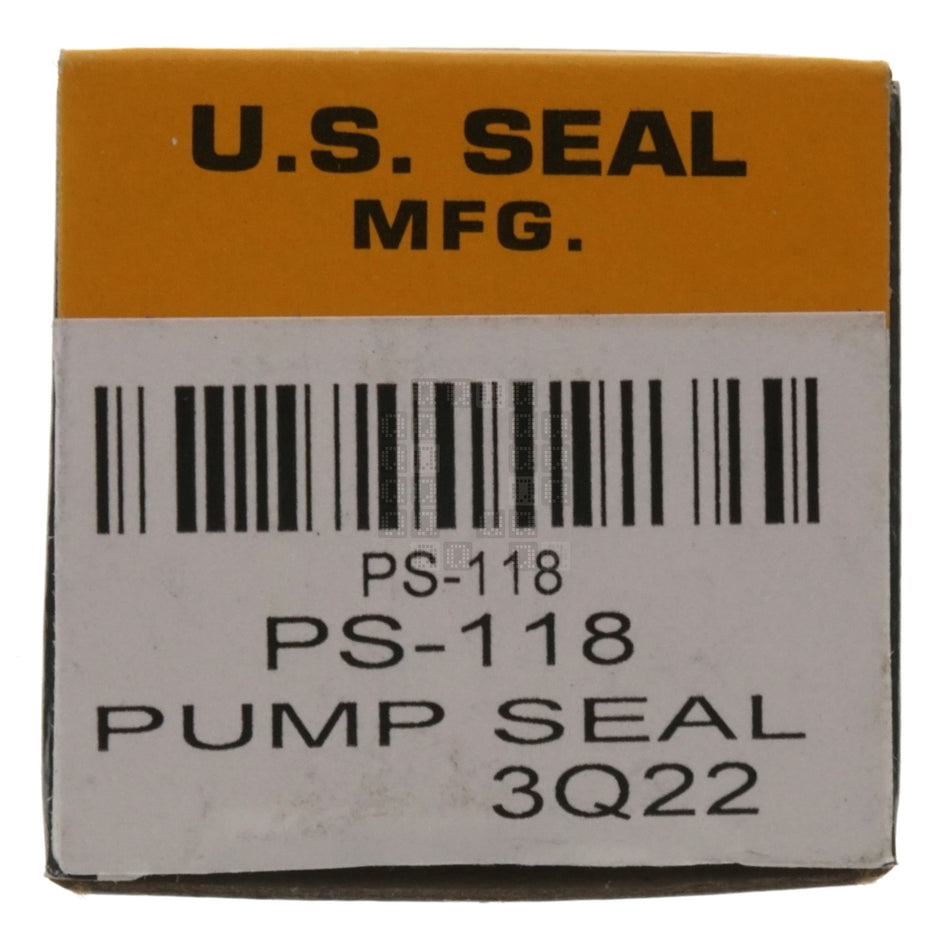 U.S. SEAL
MFG.
PS-118
PS-118
PUMP SEAL
3Q22